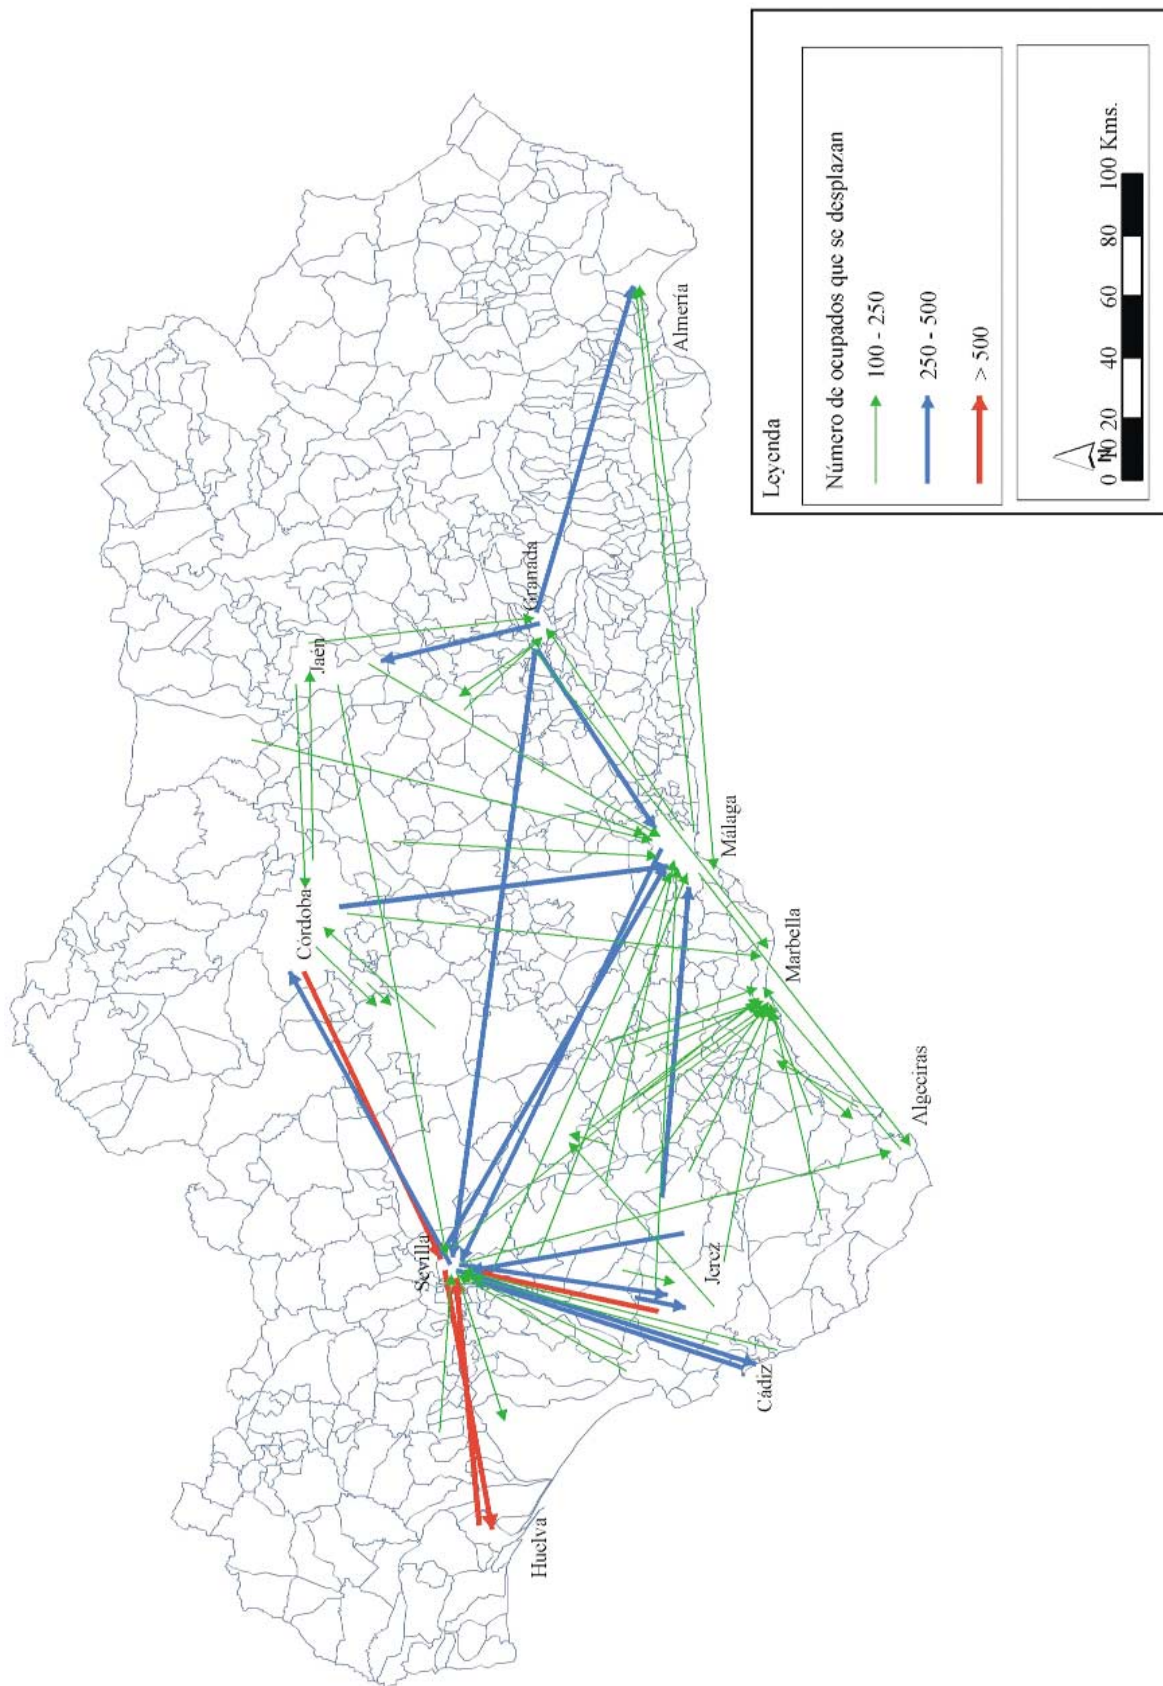 Huelva
Sevilla
Cádiz
Jerez
Córdoba
Algeciras
Marbella
Málaga
Jaén
Granada
Almería
Leyenda
Número de ocupados que se desplazan
100 - 250
250 - 500
> 500
N
0 10 20 40 60 80 100 Kms.